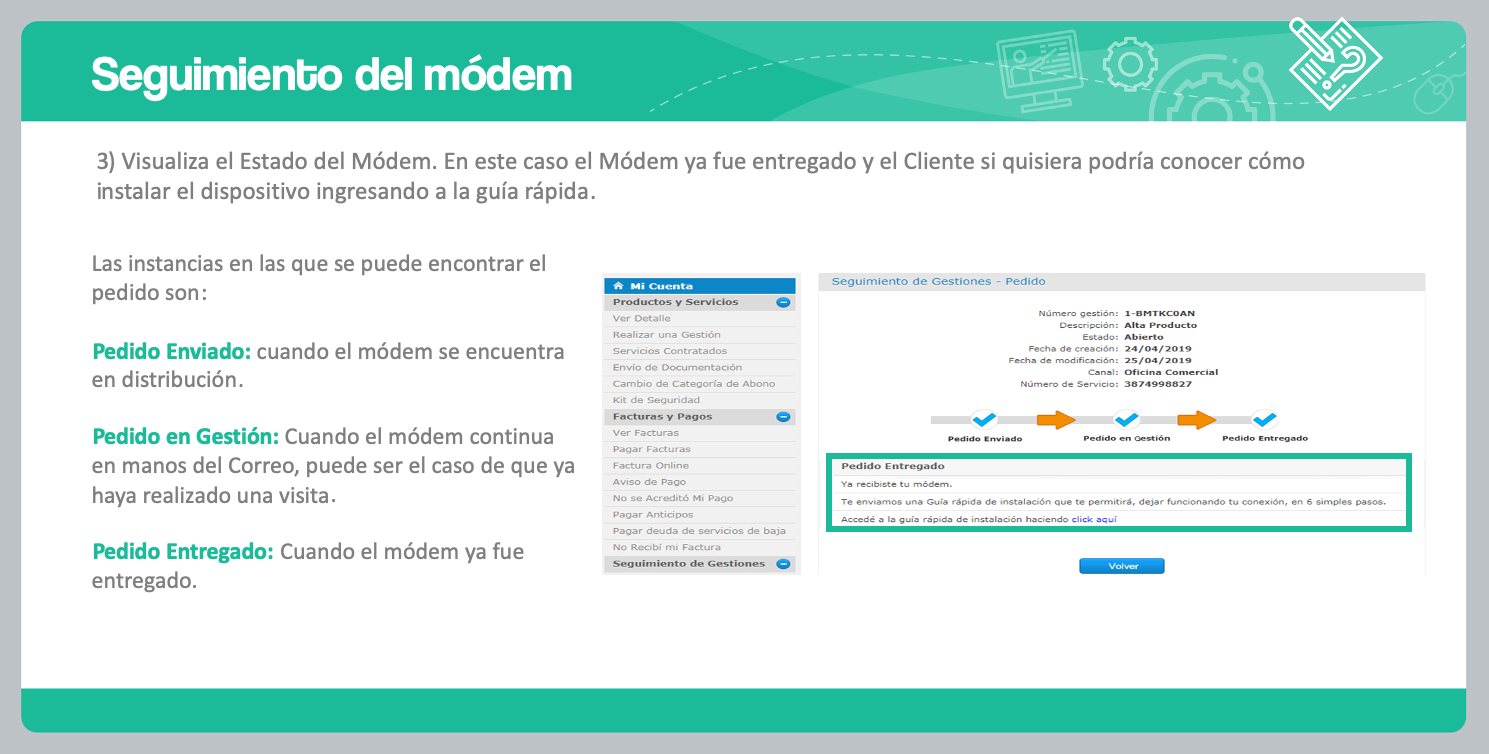 Seguimiento del módem
3) Visualiza el Estado del Módem. En este caso el Módem ya fue entregado y el Cliente si quisiera podría conocer cómo
instalar el dispositivo ingresando a la guía rápida.
Las instancias en las que se puede encontrar el
pedido son:
Pedido Enviado: cuando el módem se encuentra
en distribución.
Pedido en Gestión: Cuando el módem continua
en manos del Correo, puede ser el caso de que ya
haya realizado una visita.
Pedido Entregado: Cuando el módem ya fue
entregado.
Mi Cuenta
Productos y Servicios
Ver Detalle
Realizar una Gestión
Servicios Contratados
Envío de Documentación
Cambio de Categoría de Abono
Kit de Seguridad
Facturas y Pagos
Ver Facturas
Pagar Facturas
Factura Online
Aviso de Pago
No se Acreditó Mi Pago
Pagar Anticipos
Pagar deuda de servicios de baja
No Recibí mi Factura
Seguimiento de Gestiones
Seguimiento de Gestiones - Pedido
Número gestión: 1-BMTKC0AN
Descripción: Alta Producto
Estado: Abierto
Fecha de creación: 24/04/2019
Fecha de modificación: 25/04/2019
Canal: Oficina Comercial
Número de Servicio: 3874998827
Pedido Enviado Pedido en Gestión Pedido Entregado
Pedido Entregado
Ya recibiste tu módem.
Te enviamos una Guía rápida de instalación que te permitirá, dejar funcionando tu conexión, en 6 simples pasos.
Accedé a la guía rápida de instalación haciendo click aquí
Volver